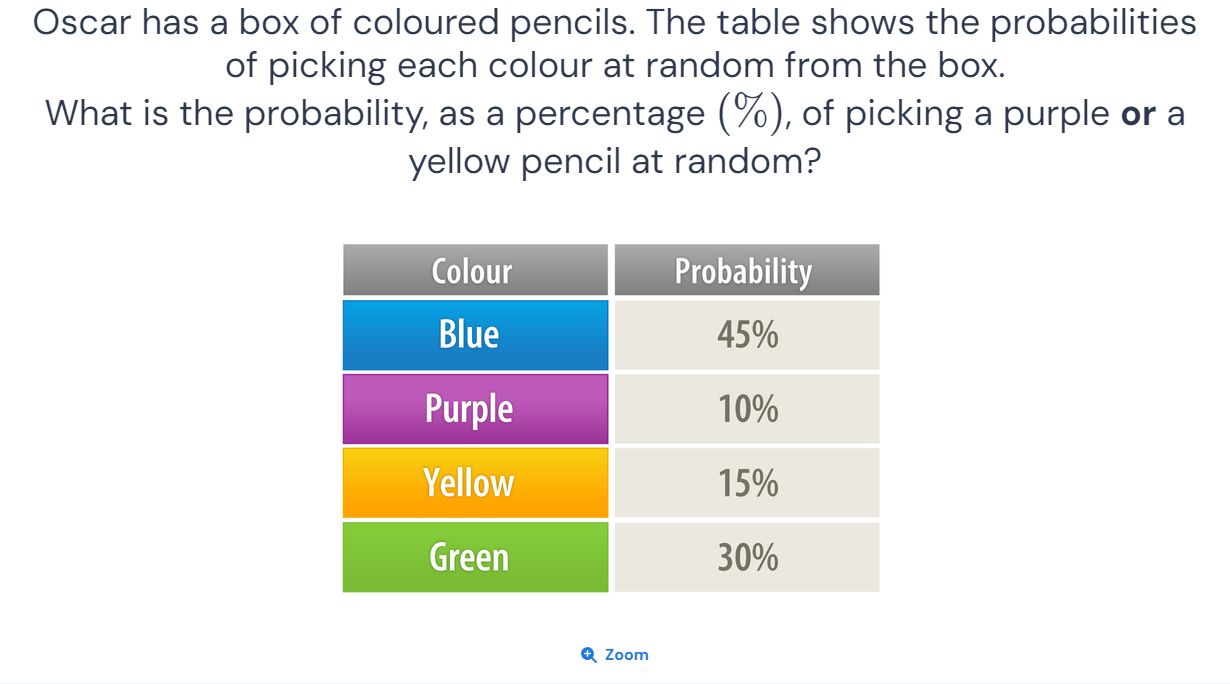 Oscar has a box of coloured pencils. The table shows the probabilities
of picking each colour at random from the box.
What is the probability, as a percentage (%), of picking a purple or a
yellow pencil at random?
Colour Probability
Blue 45%
Purple 10%
Yellow 15%
Green 30%
Zoom